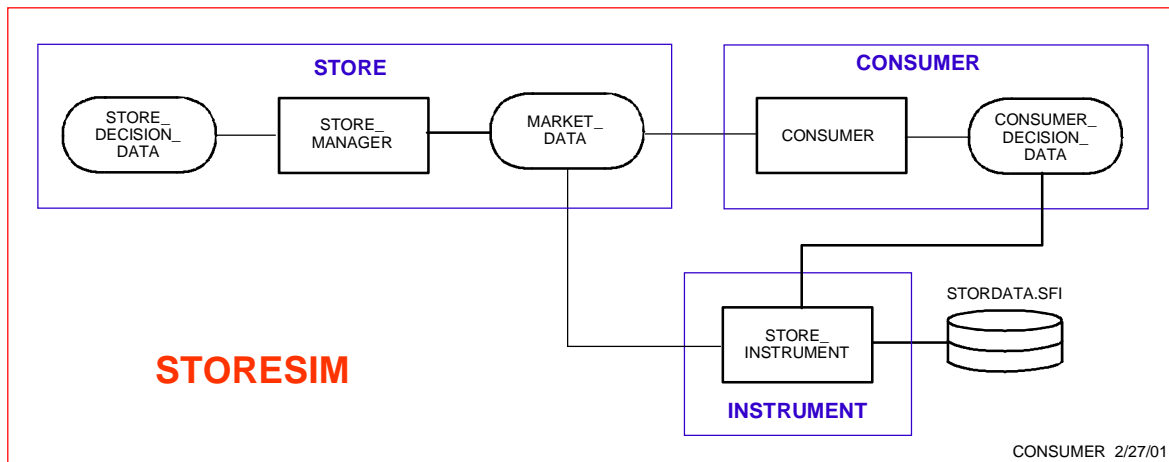 STORE
CONSUMER
STORE_
DECISION_
DATA
STORE_
MANAGER
MARKET_
DATA
CONSUMER
CONSUMER_
DECISION_
DATA
STORDATA.SFI
STORE_
INSTRUMENT
STORESIM
INSTRUMENT
CONSUMER 2/27/01